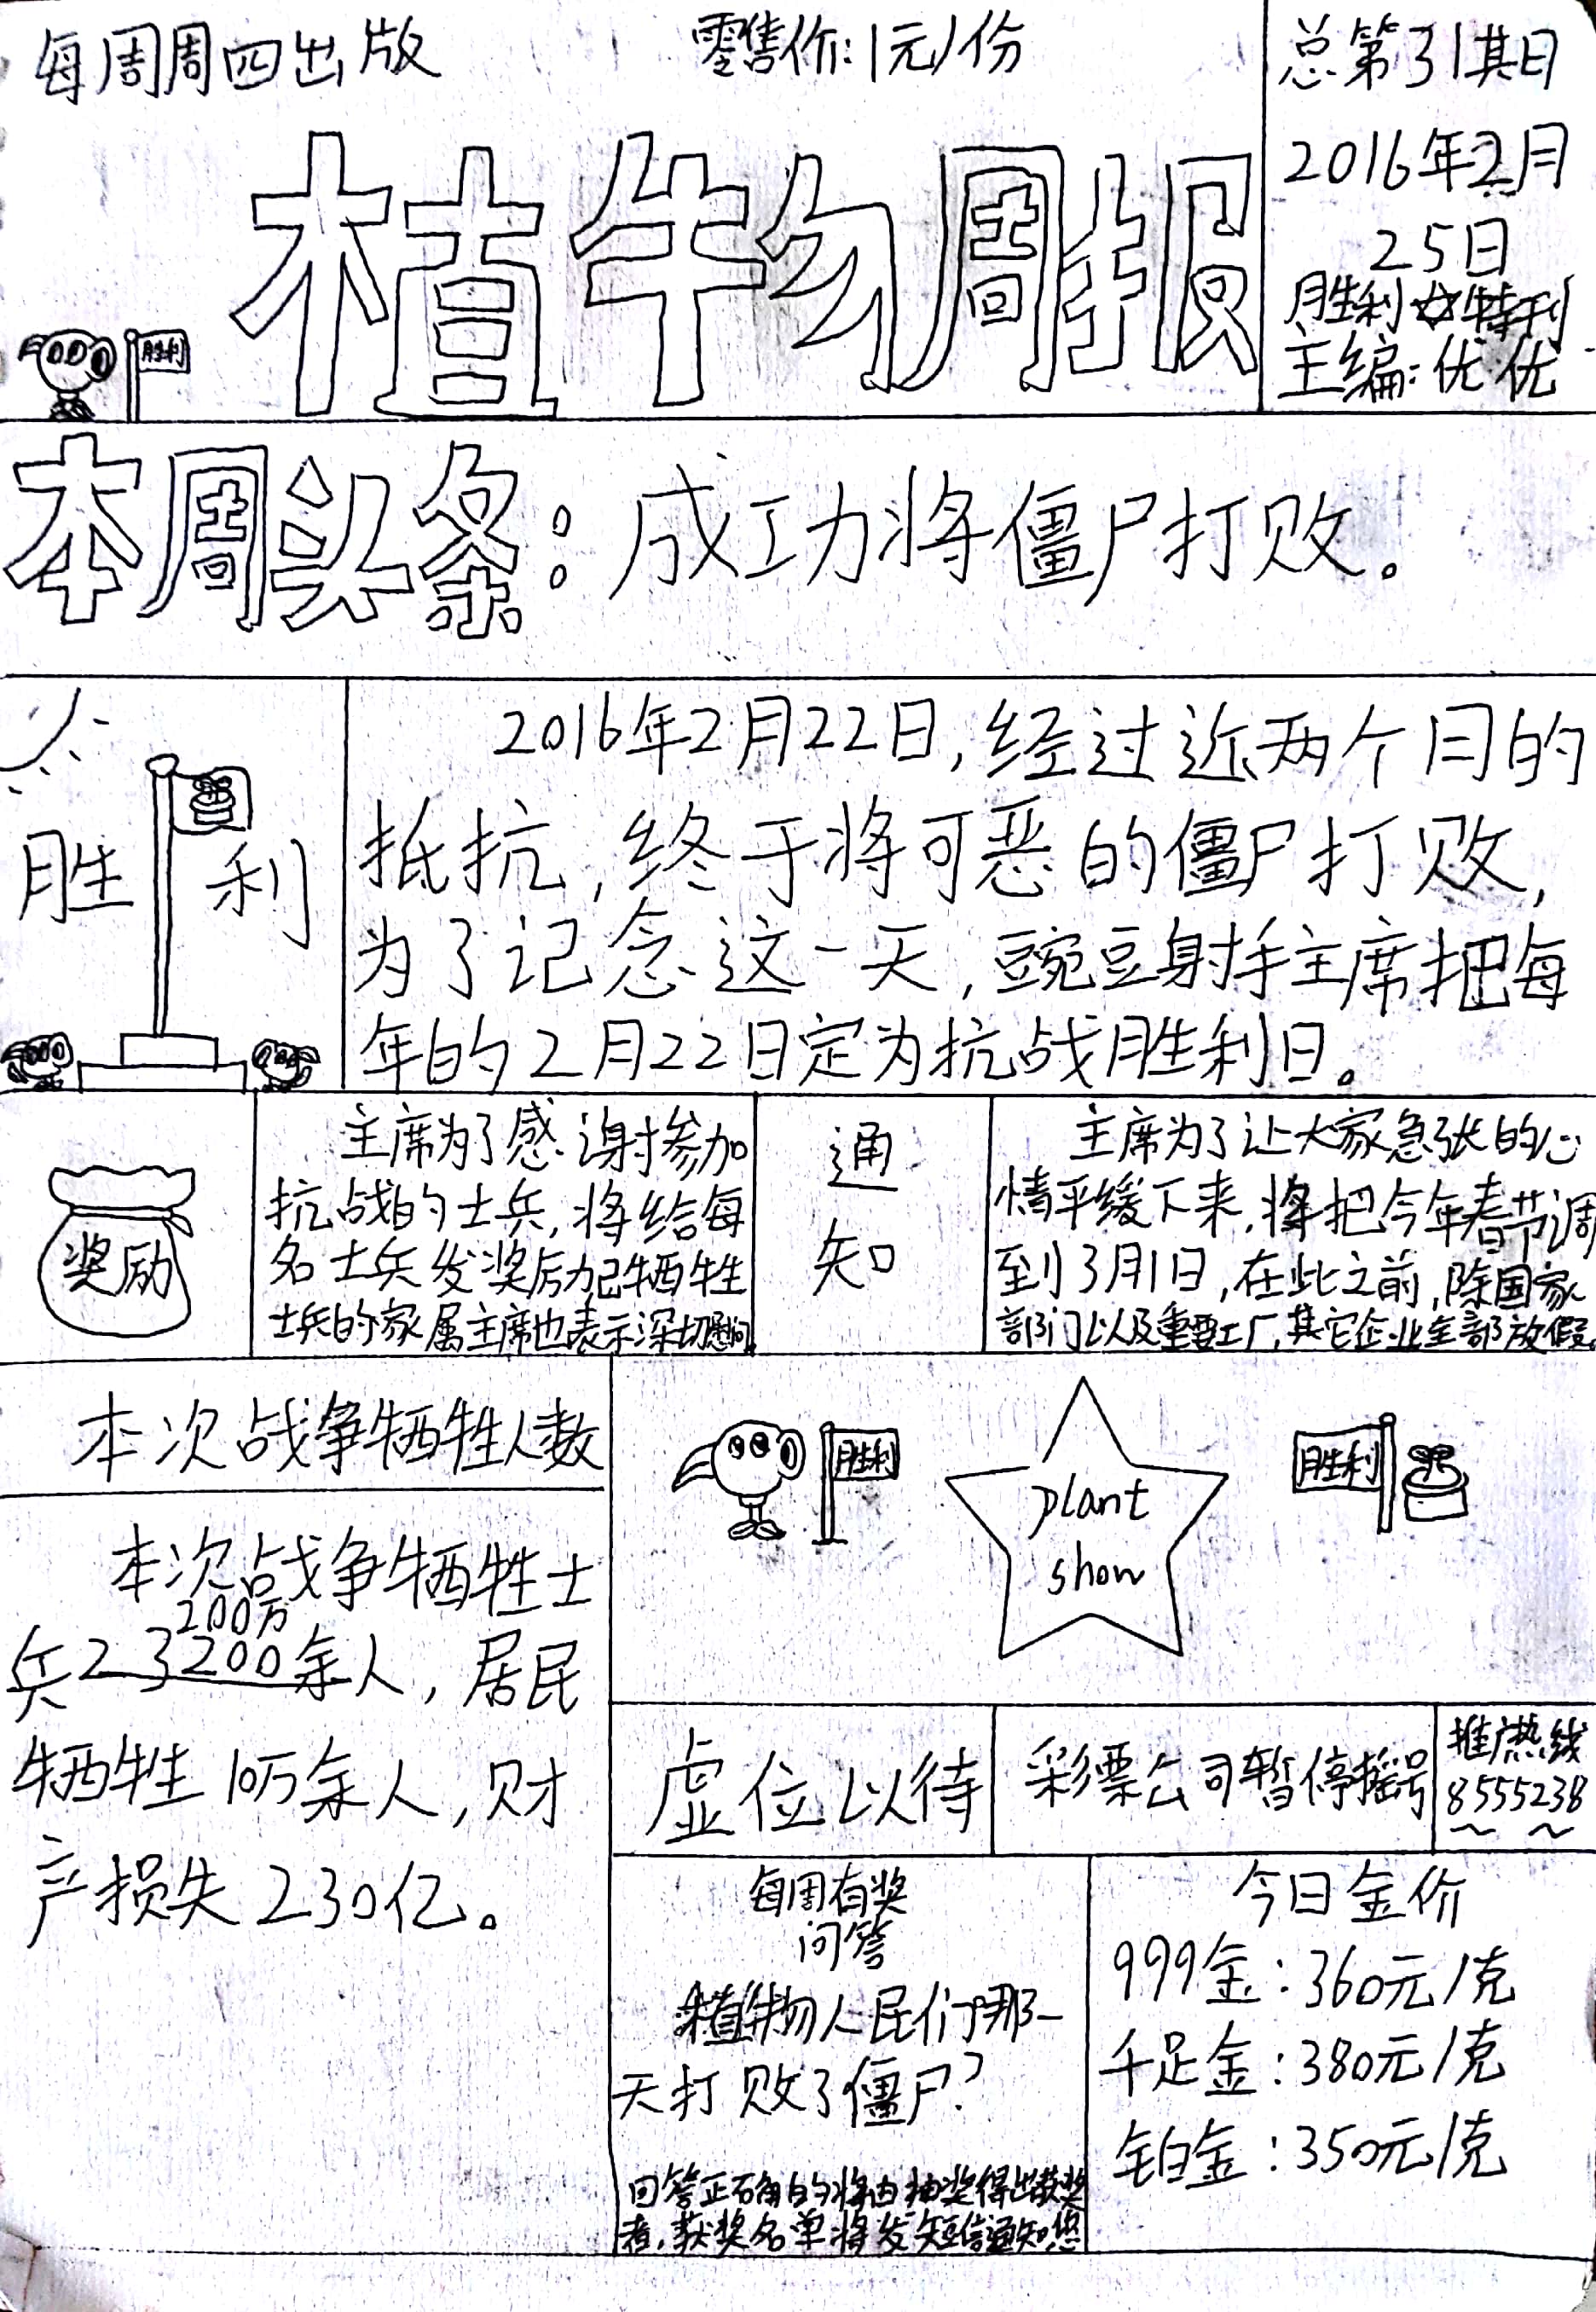 每周周四出版
零售价:1元/份
总第31期
2016年2月
25日
胜利☆特刊
主编:优优
植物周报
胜利
本周头条:成功将僵尸打败。
胜利
2016年2月22日,经过近两个月的
抵抗,终于将可恶的僵尸打败,
为了记念这一天,豌豆射手主席把每
年的2月22日定为抗战胜利日。
奖励
主席为了感谢参加
抗战的士兵,将给每
名士兵发奖励,已牺牲
士兵的家属主席也表示深切慰问
通
知
主席为了让大家急张的心
情平缓下来,将把今年春节调
到3月1日,在此之前,除国家
部门以及重要工厂,其它企业全部放假。
本次战争牺牲人数
本次战争牺牲士
200万
兵23200余人,居民
牺牲10万余人,财
产损失230亿。
胜利
plant
show
胜利
虚位以待
彩票公司暂停摇号
推广热线
8555238
~ ~
每周有奖
问答
植物人民们哪一
天打败了僵尸?
回答正确的将由抽奖得出获奖
者,获奖名单将发短信通知您
今日金价
999金:360元/克
千足金:380元/克
铂金:350元/克